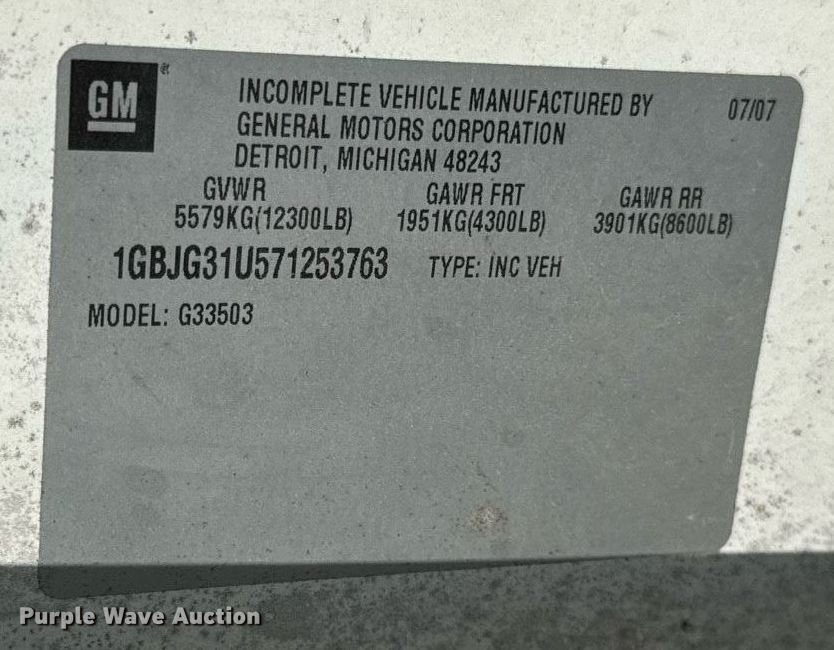 GM ®
INCOMPLETE VEHICLE MANUFACTURED BY 07/07
GENERAL MOTORS CORPORATION
DETROIT, MICHIGAN 48243
GVWR GAWR FRT GAWR RR
5579KG(12300LB) 1951KG(4300LB) 3901KG(8600LB)
1GBJG31U571253763 TYPE: INC VEH
MODEL: G33503
Purple Wave Auction